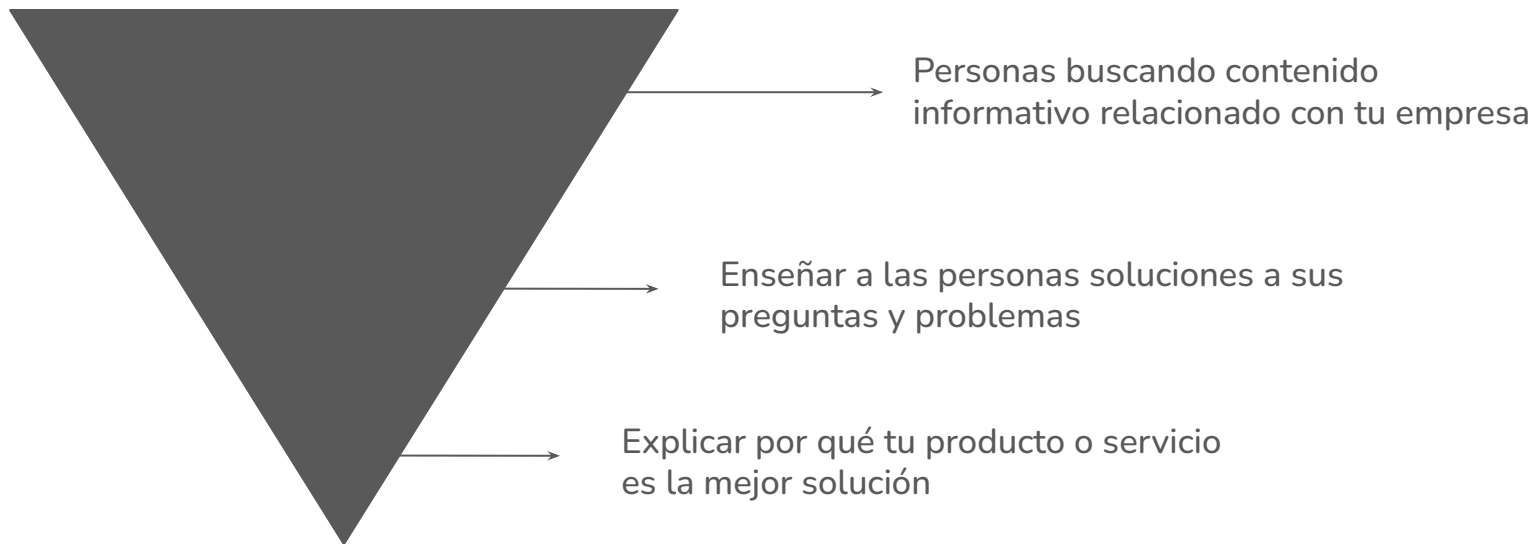 Personas buscando contenido
informativo relacionado con tu empresa
Enseñar a las personas soluciones a sus
preguntas y problemas
Explicar por qué tu producto o servicio
es la mejor solución